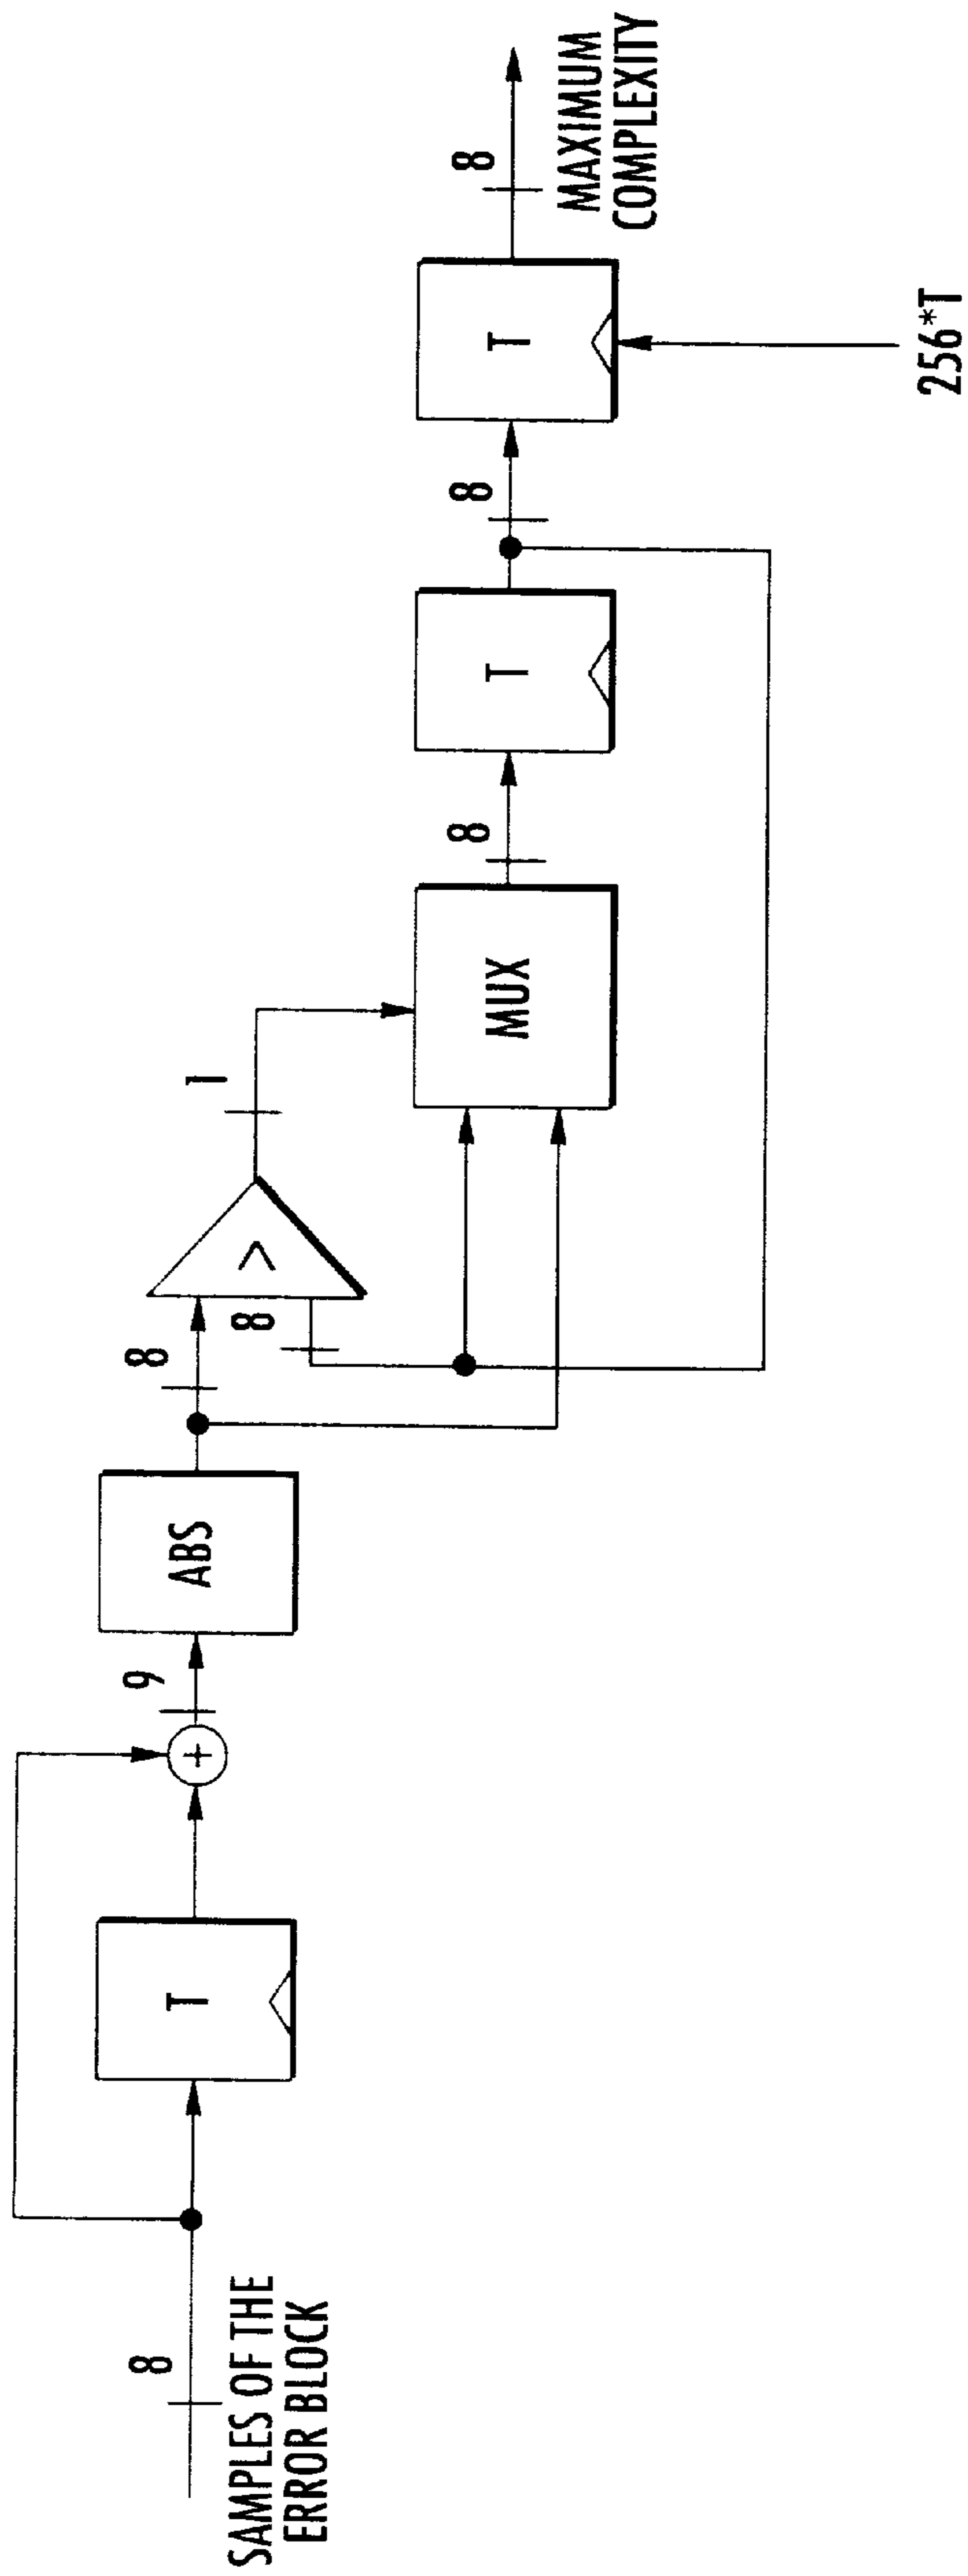 8
SAMPLES OF THE
ERROR BLOCK
T
+
9
ABS
8
8
>
1
MUX
8
T
8
T
256*T
8
MAXIMUM
COMPLEXITY